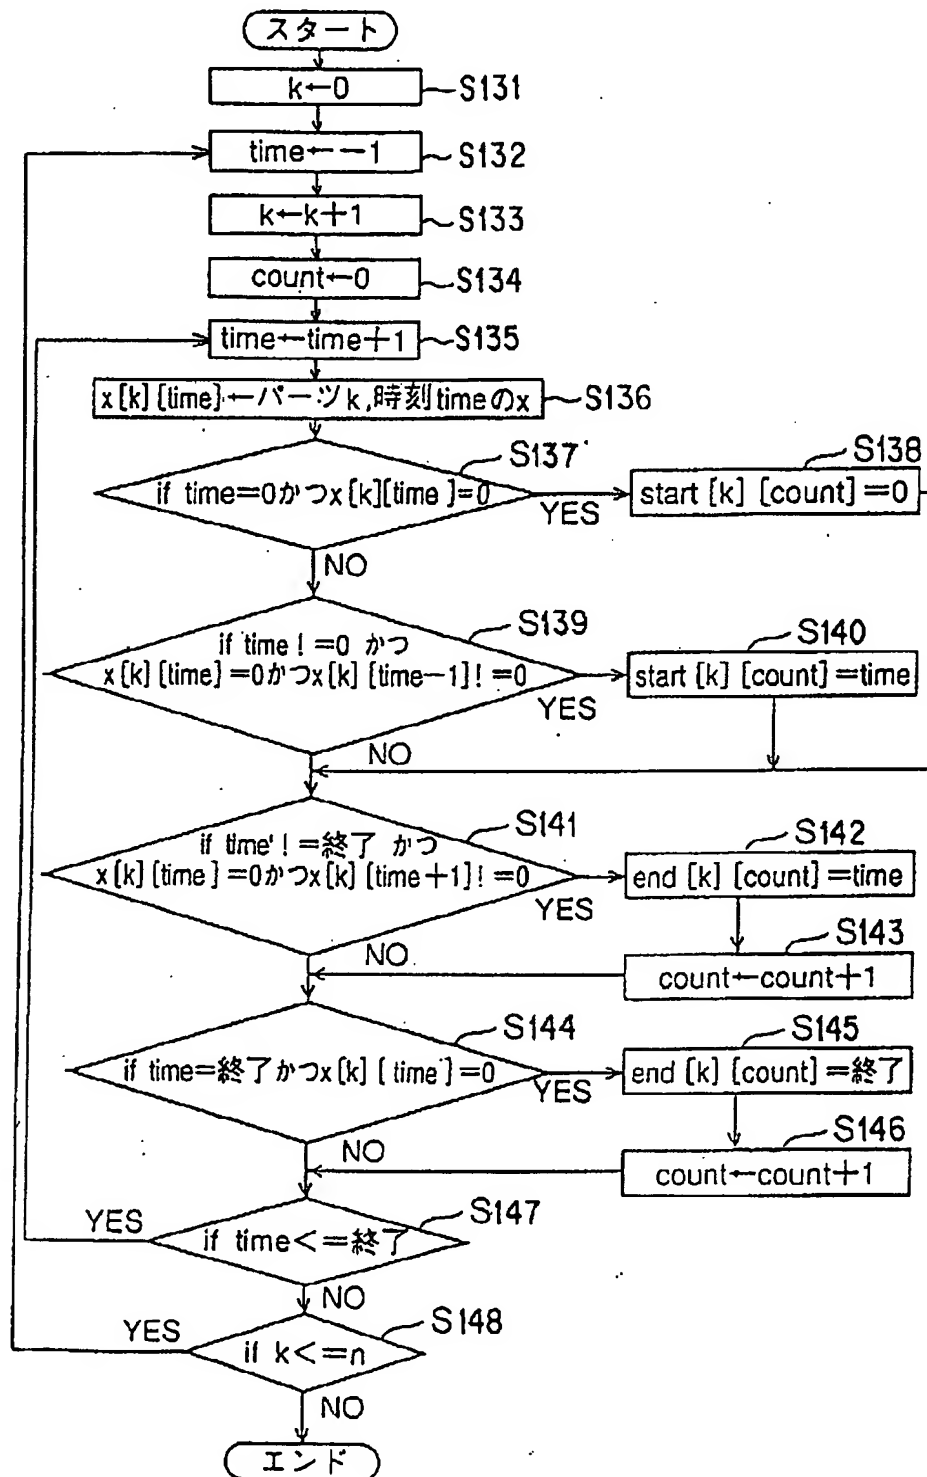 スタート
k←0 S131
time←−1 S132
k←k+1 S133
count←0 S134
time←time+1 S135
x[k][time]←パーツk,時刻timeのx S136
S137
if time=0かつx[k][time]=0
YES
NO
S138
start[k][count]=0
S139
if time!=0 かつ
x[k][time]=0かつx[k][time−1]!=0
YES
NO
S140
start[k][count]=time
S141
if time'!=終了 かつ
x[k][time]=0かつx[k][time+1]!=0
YES
NO
S142
end[k][count]=time
S143
count←count+1
S144
if time=終了かつx[k][time]=0
YES
NO
S145
end[k][count]=終了
S146
count←count+1
S147
YES
if time<=終了
NO
S148
YES
if k<=n
NO
エンド